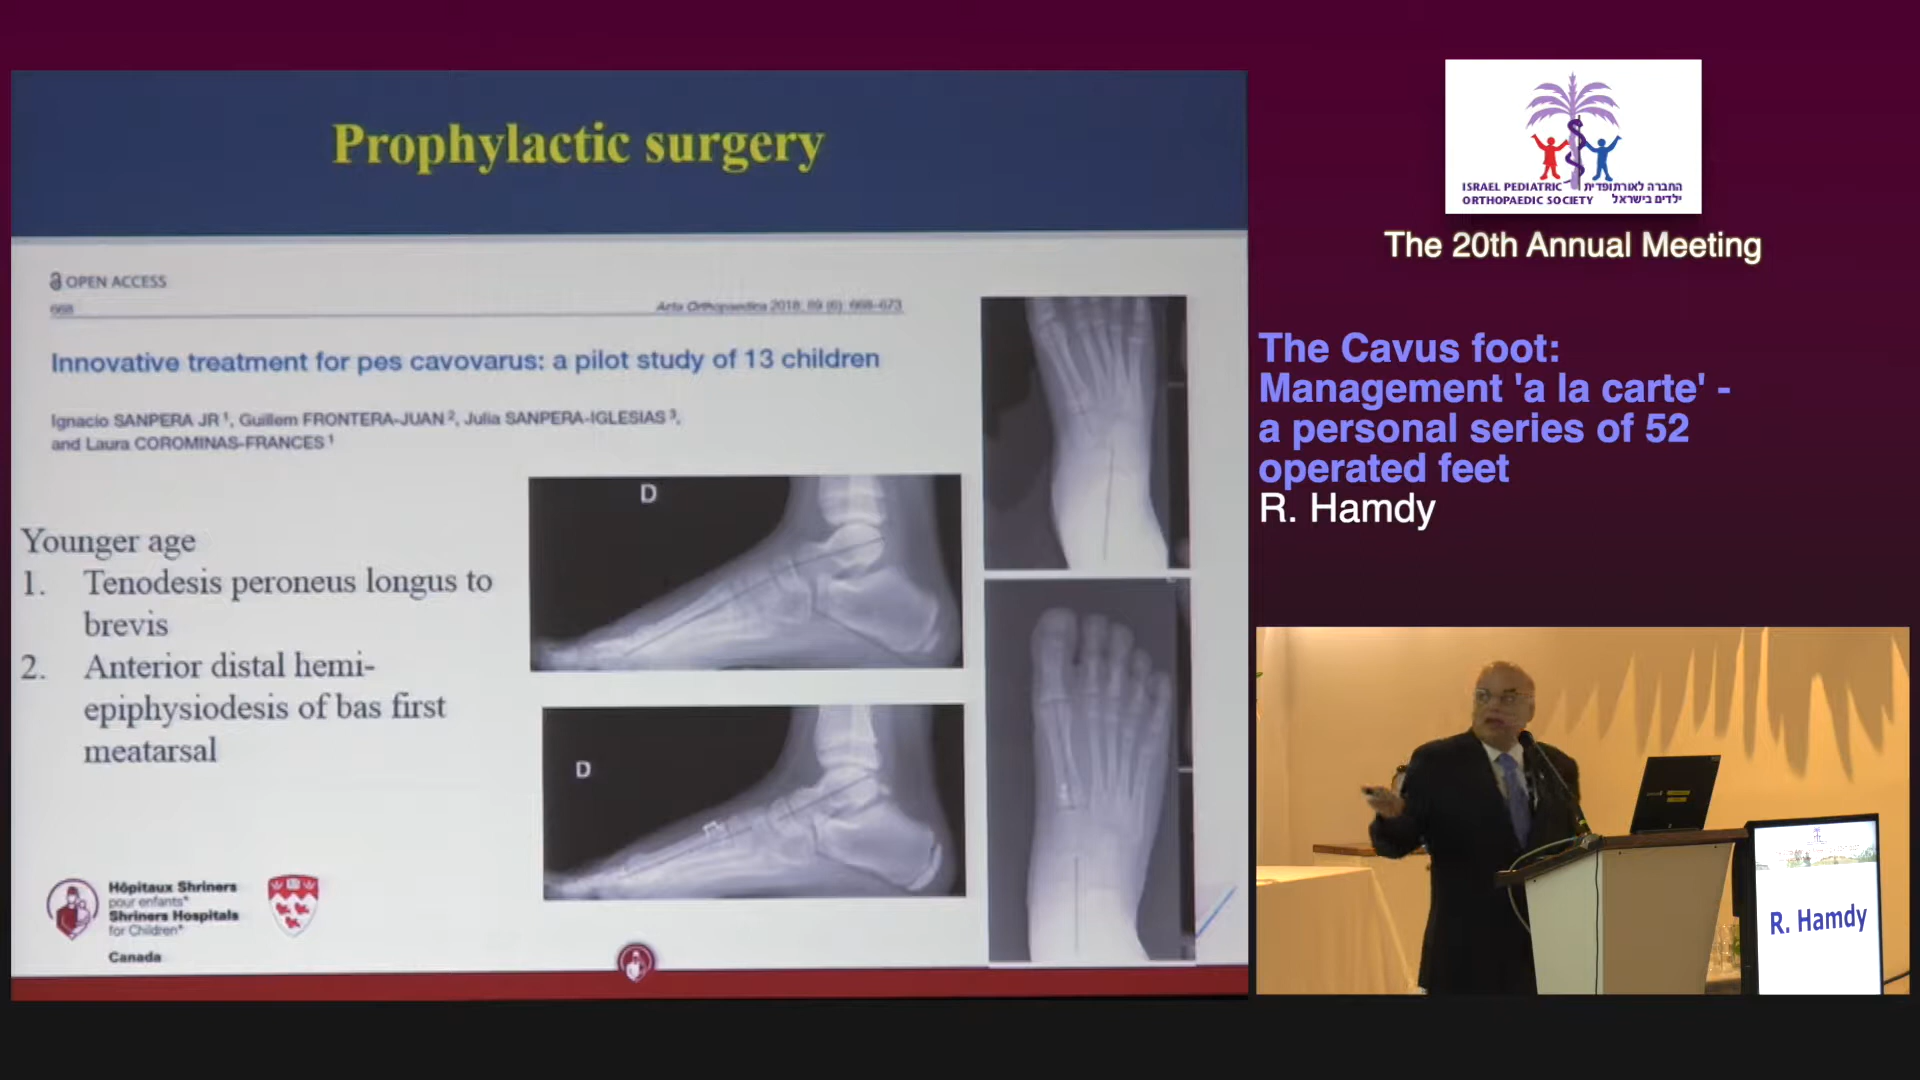 Prophylactic surgery
OPEN ACCESS
668
Acta Orthopaedica 2018; 89 (6): 668–673
Innovative treatment for pes cavovarus: a pilot study of 13 children
Ignacio SANPERA JR 1, Guillem FRONTERA-JUAN 2, Julia SANPERA-IGLESIAS 3,
and Laura COROMINAS-FRANCES 1
Younger age
1. Tenodesis peroneus longus to
brevis
2. Anterior distal hemi-
epiphysiodesis of bas first
meatarsal
D
D
Hôpitaux Shriners
pour enfants
Shriners Hospitals
for Children
Canada
ISRAEL PEDIATRIC החברה לאורתופדית
ORTHOPAEDIC SOCIETY ילדים בישראל
The 20th Annual Meeting
The Cavus foot:
Management 'a la carte' -
a personal series of 52
operated feet
R. Hamdy
R. Hamdy